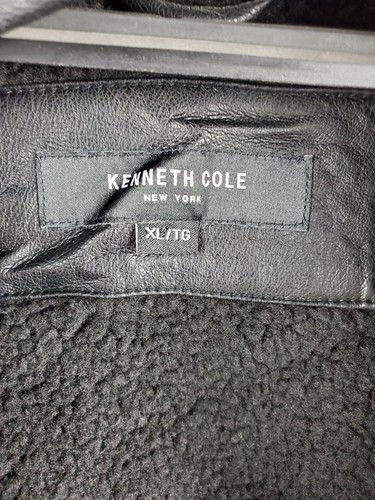 KENNETH COLE
NEW YORK
XL/TG